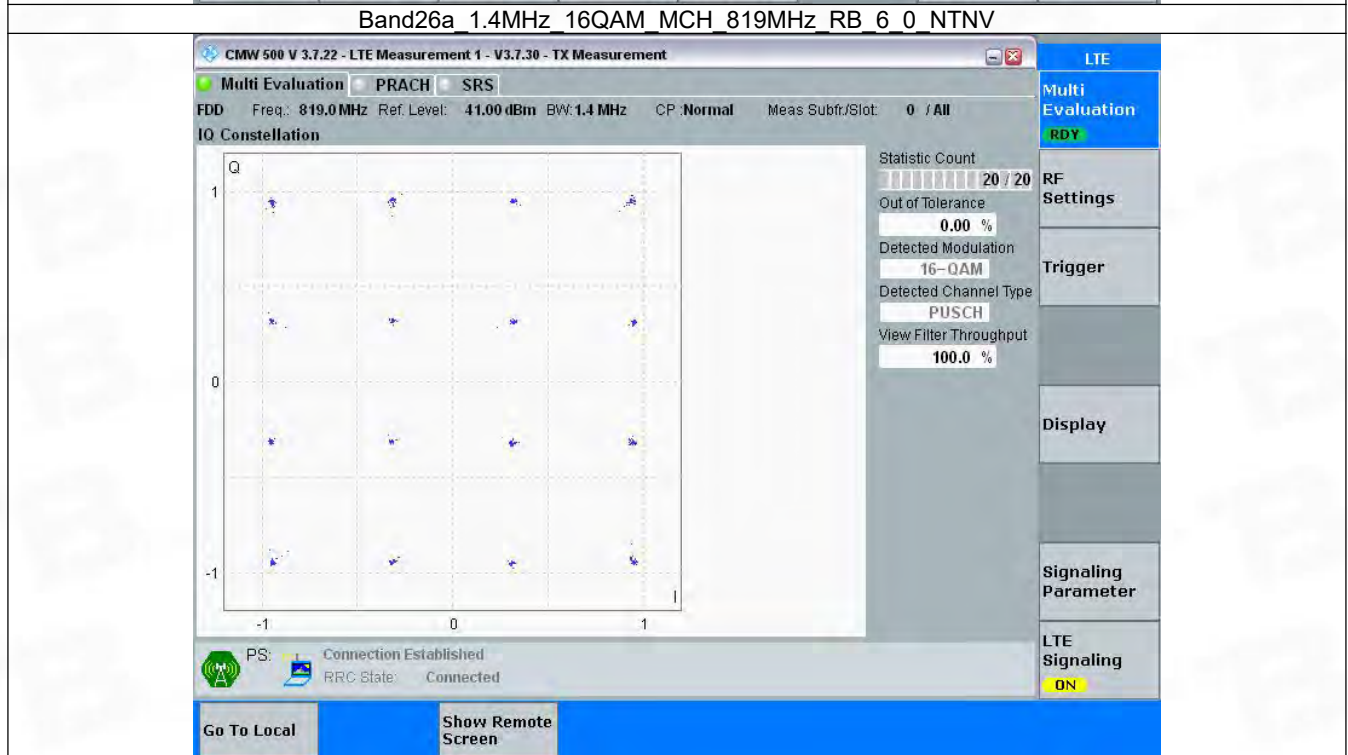 Band26a_1.4MHz_16QAM_MCH_819MHz_RB_6_0_NTNV
CMW 500 V 3.7.22 - LTE Measurement 1 - V3.7.30 - TX Measurement
LTE
Multi Evaluation PRACH SRS
Multi
Evaluation
RDY
FDD Freq.: 819.0 MHz Ref. Level: 41.00 dBm BW: 1.4 MHz CP :Normal Meas Subfr./Slot: 0 / All
IQ Constellation
Q
1
0
-1
I
-1 0 1
Statistic Count
20 / 20
Out of Tolerance
0.00 %
Detected Modulation
16-QAM
Detected Channel Type
PUSCH
View Filter Throughput
100.0 %
RF
Settings
Trigger
Display
Signaling
Parameter
LTE
Signaling
ON
PS: Connection Established
RRC State: Connected
Go To Local
Show Remote
Screen